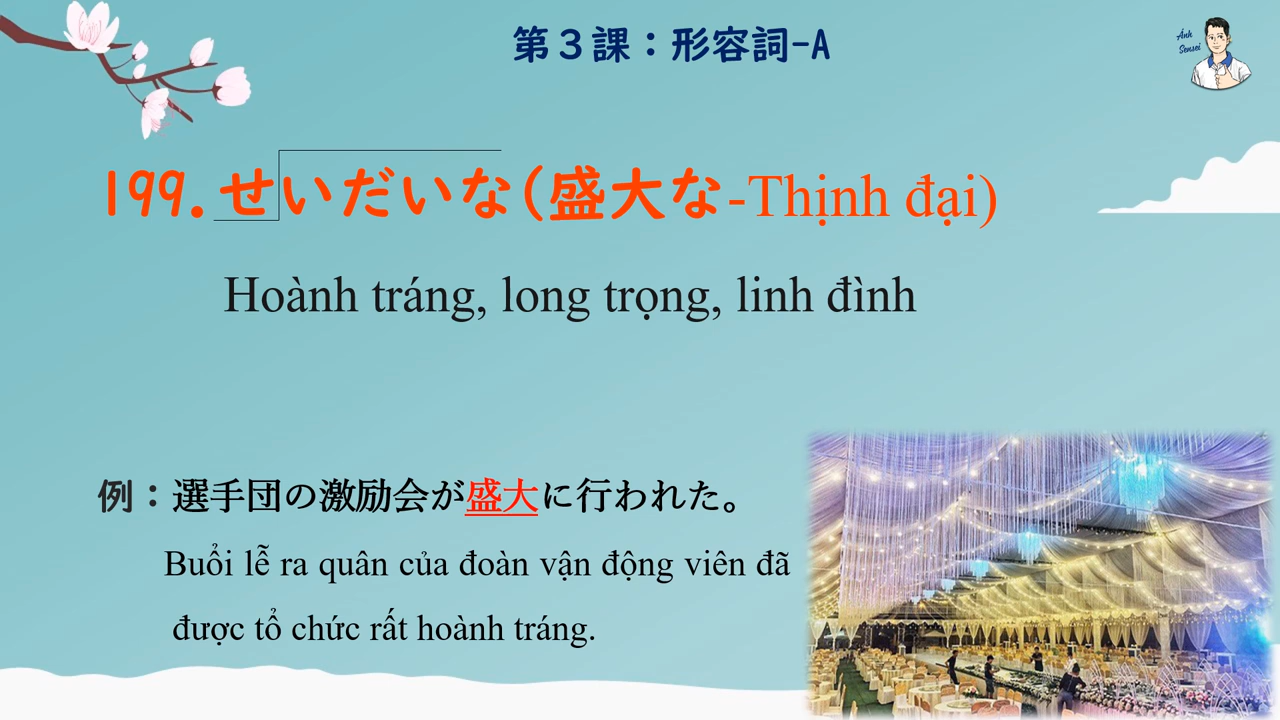 第３課：形容詞-A
Ánh
Sensei
199.せいだいな(盛大な-Thịnh đại)
Hoành tráng, long trọng, linh đình
例：選手団の激励会が盛大に行われた。
Buổi lễ ra quân của đoàn vận động viên đã
được tổ chức rất hoành tráng.